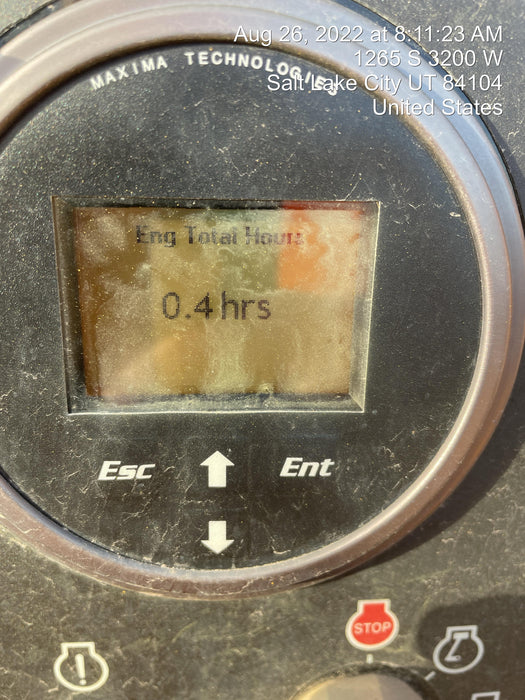 Aug 26, 2022 at 8:11:23 AM
1265 S 3200 W
Salt Lake City UT 84104
United States
MAXIMA TECHNOLOGIES
Eng Total Hours
0.4 hrs
Esc Ent
STOP
!